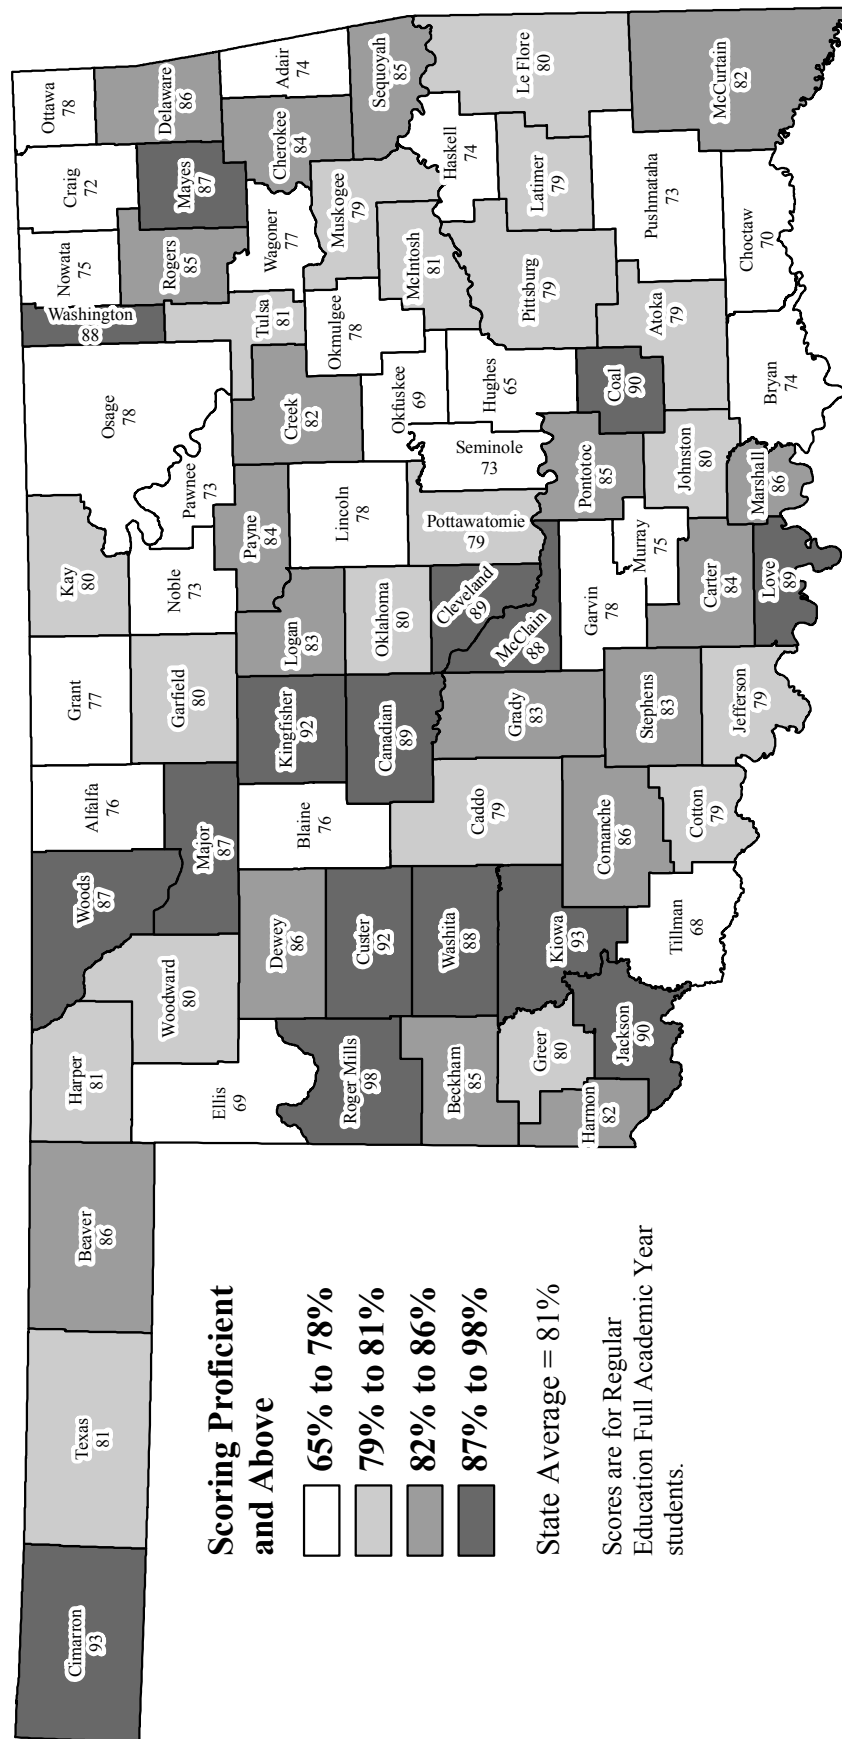 Cimarron
93
Texas
81
Beaver
86
Harper
81
Woods
87
Alfalfa
76
Grant
77
Kay
80
Osage
78
Washington
88
Nowata
75
Craig
72
Ottawa
78
Ellis
69
Woodward
80
Major
87
Garfield
80
Noble
73
Pawnee
73
Rogers
85
Mayes
87
Delaware
86
Roger Mills
98
Dewey
86
Blaine
76
Kingfisher
92
Logan
83
Payne
84
Creek
82
Tulsa
81
Wagoner
77
Cherokee
84
Adair
74
Custer
92
Canadian
89
Oklahoma
80
Lincoln
78
Okfuskee
69
Okmulgee
78
Muskogee
79
Sequoyah
85
Beckham
85
Washita
88
Caddo
79
Grady
83
Cleveland
89
McClain
88
Pottawatomie
79
Seminole
73
Hughes
65
McIntosh
81
Haskell
74
Le Flore
80
Harmon
82
Greer
80
Kiowa
93
Comanche
86
Stephens
83
Garvin
78
Murray
75
Pontotoc
85
Coal
90
Pittsburg
79
Latimer
79
Jackson
90
Tillman
68
Cotton
79
Jefferson
79
Carter
84
Johnston
80
Atoka
79
Pushmataha
73
McCurtain
82
Love
89
Marshall
86
Bryan
74
Choctaw
70
Scoring Proficient
and Above
65% to 78%
79% to 81%
82% to 86%
87% to 98%
State Average = 81%
Scores are for Regular
Education Full Academic Year
students.